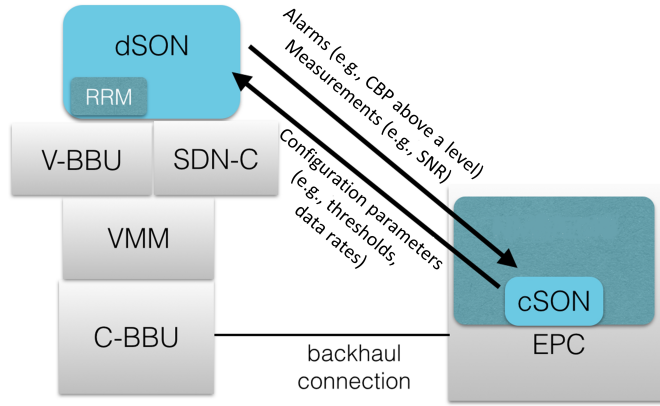 dSON
RRM
V-BBU
SDN-C
VMM
C-BBU
Alarms (e.g., CBP above a level)
Measurements (e.g., SNR)
Configuration parameters
(e.g., thresholds,
data rates)
cSON
EPC
backhaul
connection